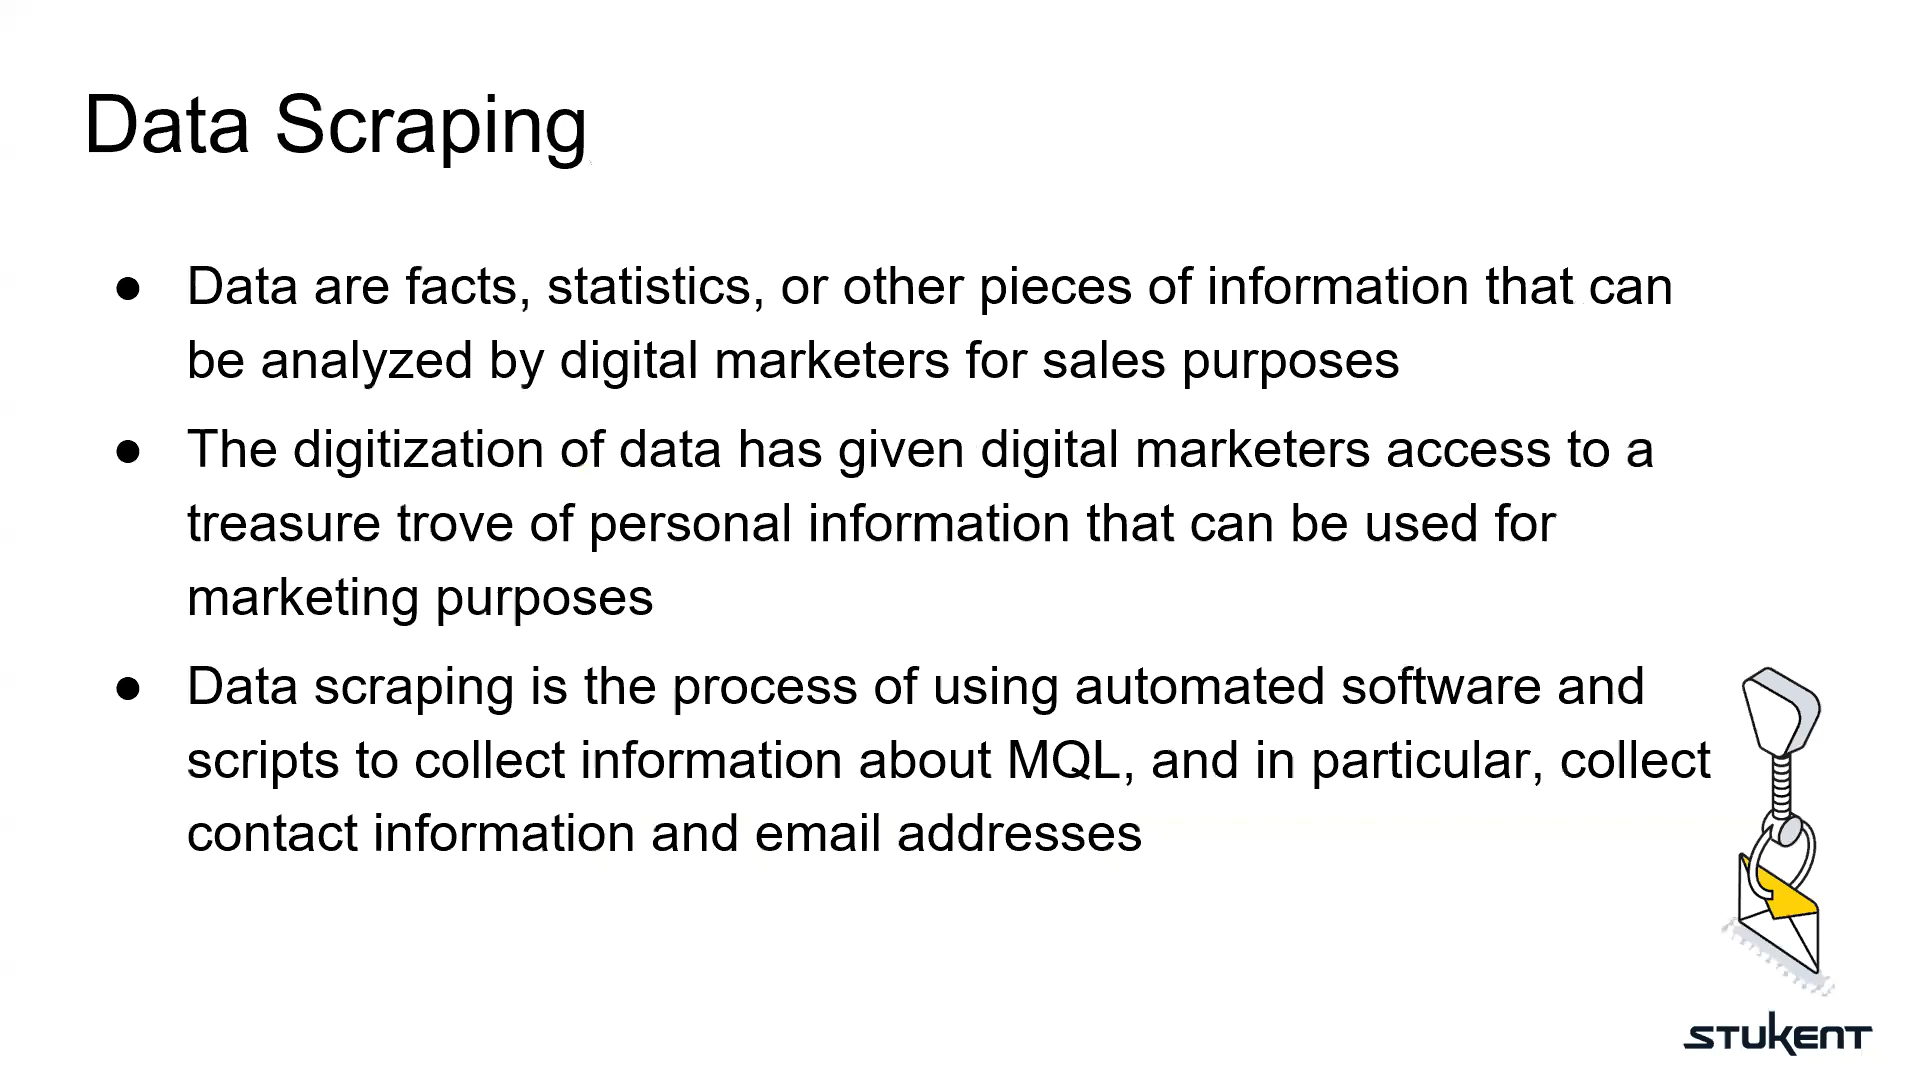 Data Scraping
● Data are facts, statistics, or other pieces of information that can
be analyzed by digital marketers for sales purposes
● The digitization of data has given digital marketers access to a
treasure trove of personal information that can be used for
marketing purposes
● Data scraping is the process of using automated software and
scripts to collect information about MQL, and in particular, collect
contact information and email addresses
STUKENT